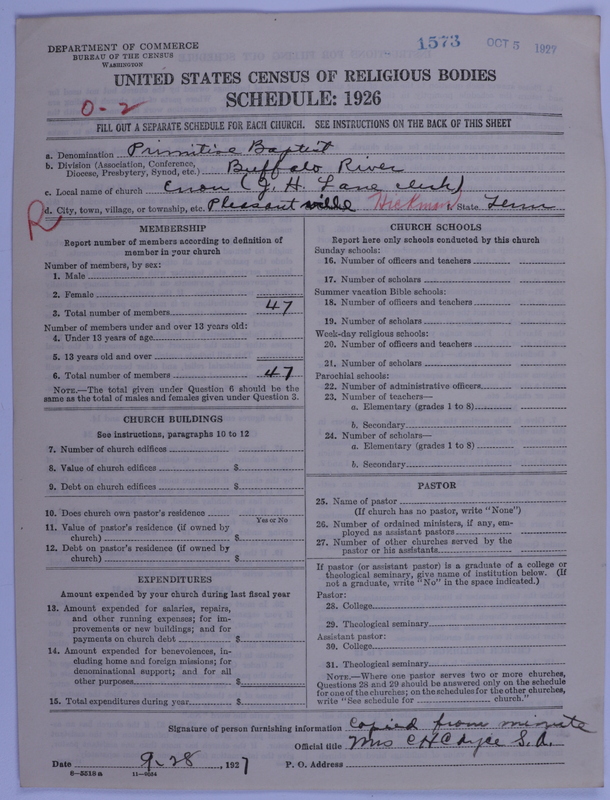 DEPARTMENT OF COMMERCE
BUREAU OF THE CENSUS
WASHINGTON
1573 OCT 5 1927
UNITED STATES CENSUS OF RELIGIOUS BODIES
SCHEDULE: 1926
0-2
FILL OUT A SEPARATE SCHEDULE FOR EACH CHURCH. SEE INSTRUCTIONS ON THE BACK OF THIS SHEET
a. Denomination Primitive Baptist
b. Division (Association, Conference, Diocese, Presbytery, Synod, etc.) Buffalo River
c. Local name of church Enon (J. H. Lane clerk)
R
d. City, town, village, or township, etc. Pleasantville Hickman State Tenn
MEMBERSHIP
Report number of members according to definition of
member in your church
Number of members, by sex:
1. Male
2. Female
3. Total number of members 47
Number of members under and over 13 years old:
4. Under 13 years of age
5. 13 years old and over
6. Total number of members 47
NOTE.—The total given under Question 6 should be the
same as the total of males and females given under Question 3.
CHURCH BUILDINGS
See instructions, paragraphs 10 to 12
7. Number of church edifices
8. Value of church edifices $
9. Debt on church edifices $
10. Does church own pastor's residence
Yes or No
11. Value of pastor's residence (if owned by
church) $
12. Debt on pastor's residence (if owned by
church) $
EXPENDITURES
Amount expended by your church during last fiscal year
13. Amount expended for salaries, repairs,
and other running expenses; for im-
provements or new buildings; and for
payments on church debt $
14. Amount expended for benevolences, in-
cluding home and foreign missions; for
denominational support; and for all
other purposes $
15. Total expenditures during year $
CHURCH SCHOOLS
Report here only schools conducted by this church
Sunday schools:
16. Number of officers and teachers
17. Number of scholars
Summer vacation Bible schools:
18. Number of officers and teachers
19. Number of scholars
Week-day religious schools:
20. Number of officers and teachers
21. Number of scholars
Parochial schools:
22. Number of administrative officers
23. Number of teachers—
a. Elementary (grades 1 to 8)
b. Secondary
24. Number of scholars—
a. Elementary (grades 1 to 8)
b. Secondary
PASTOR
25. Name of pastor
(If church has no pastor, write "None")
26. Number of ordained ministers, if any, em-
ployed as assistant pastors
27. Number of other churches served by the
pastor or his assistants
If pastor (or assistant pastor) is a graduate of a college or
theological seminary, give name of institution below. (If
not a graduate, write "No" in the space indicated.)
Pastor:
28. College
29. Theological seminary
Assistant pastor:
30. College
31. Theological seminary
NOTE.—Where one pastor serves two or more churches,
Questions 28 and 29 should be answered only on the schedule
for one of the churches; on the schedules for the other churches,
write "See schedule for church."
Signature of person furnishing information Copied from minute
Official title Mrs C H S. A.
Date 9-28, 1927 P. O. Address
8-5518a 11-9034